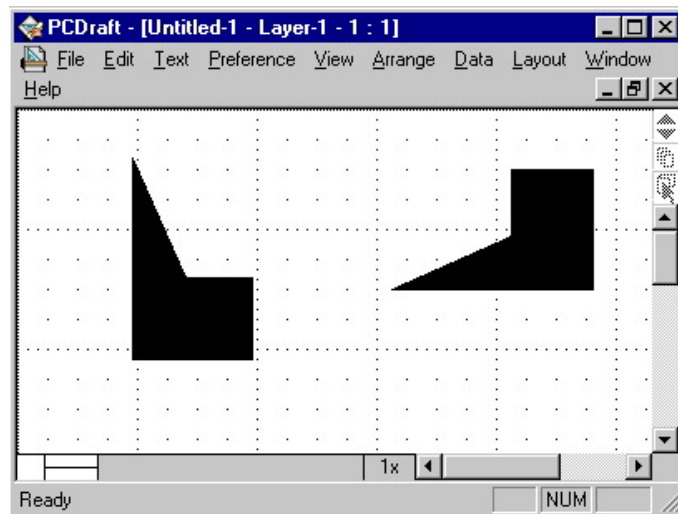 PCDraft - [Untitled-1 - Layer-1 - 1 : 1]
File Edit Text Preference View Arrange Data Layout Window
Help
1x
Ready NUM